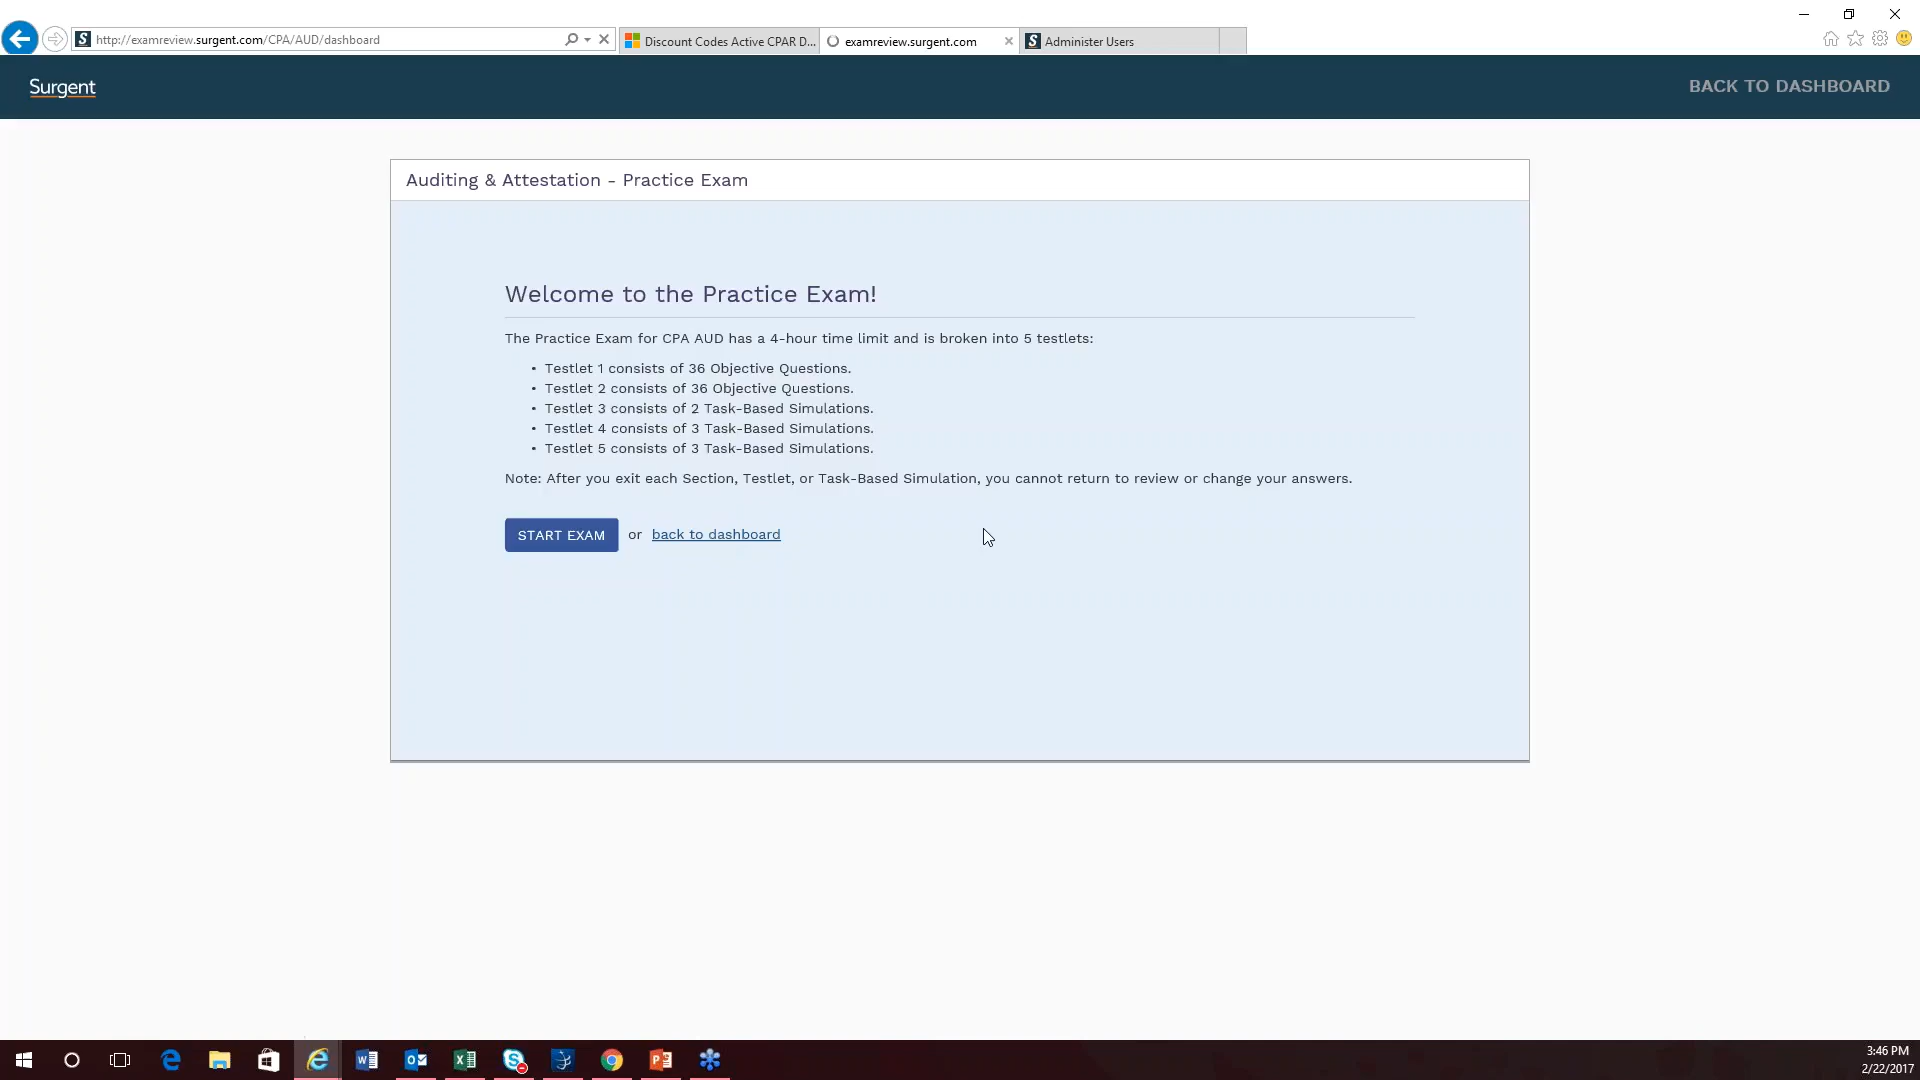 http://examreview.surgent.com/CPA/AUD/dashboard
Discount Codes Active CPAR D...
examreview.surgent.com
Administer Users
Surgent
BACK TO DASHBOARD
Auditing & Attestation - Practice Exam
Welcome to the Practice Exam!
The Practice Exam for CPA AUD has a 4-hour time limit and is broken into 5 testlets:
• Testlet 1 consists of 36 Objective Questions.
• Testlet 2 consists of 36 Objective Questions.
• Testlet 3 consists of 2 Task-Based Simulations.
• Testlet 4 consists of 3 Task-Based Simulations.
• Testlet 5 consists of 3 Task-Based Simulations.
Note: After you exit each Section, Testlet, or Task-Based Simulation, you cannot return to review or change your answers.
START EXAM or back to dashboard
3:46 PM
2/22/2017